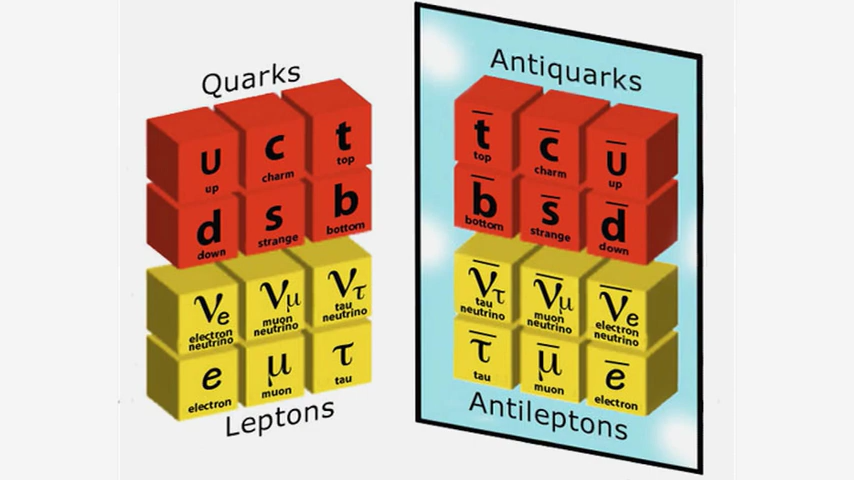 Quarks
u
up
c
charm
t
top
d
down
s
strange
b
bottom
νe
electron
neutrino
νμ
muon
neutrino
ντ
tau
neutrino
e
electron
μ
muon
τ
tau
Leptons
Antiquarks
t̅
top
c̅
charm
u̅
up
b̅
bottom
s̅
strange
d̅
down
ν̅τ
tau
neutrino
ν̅μ
muon
neutrino
ν̅e
electron
neutrino
τ̅
tau
μ̅
muon
e̅
electron
Antileptons